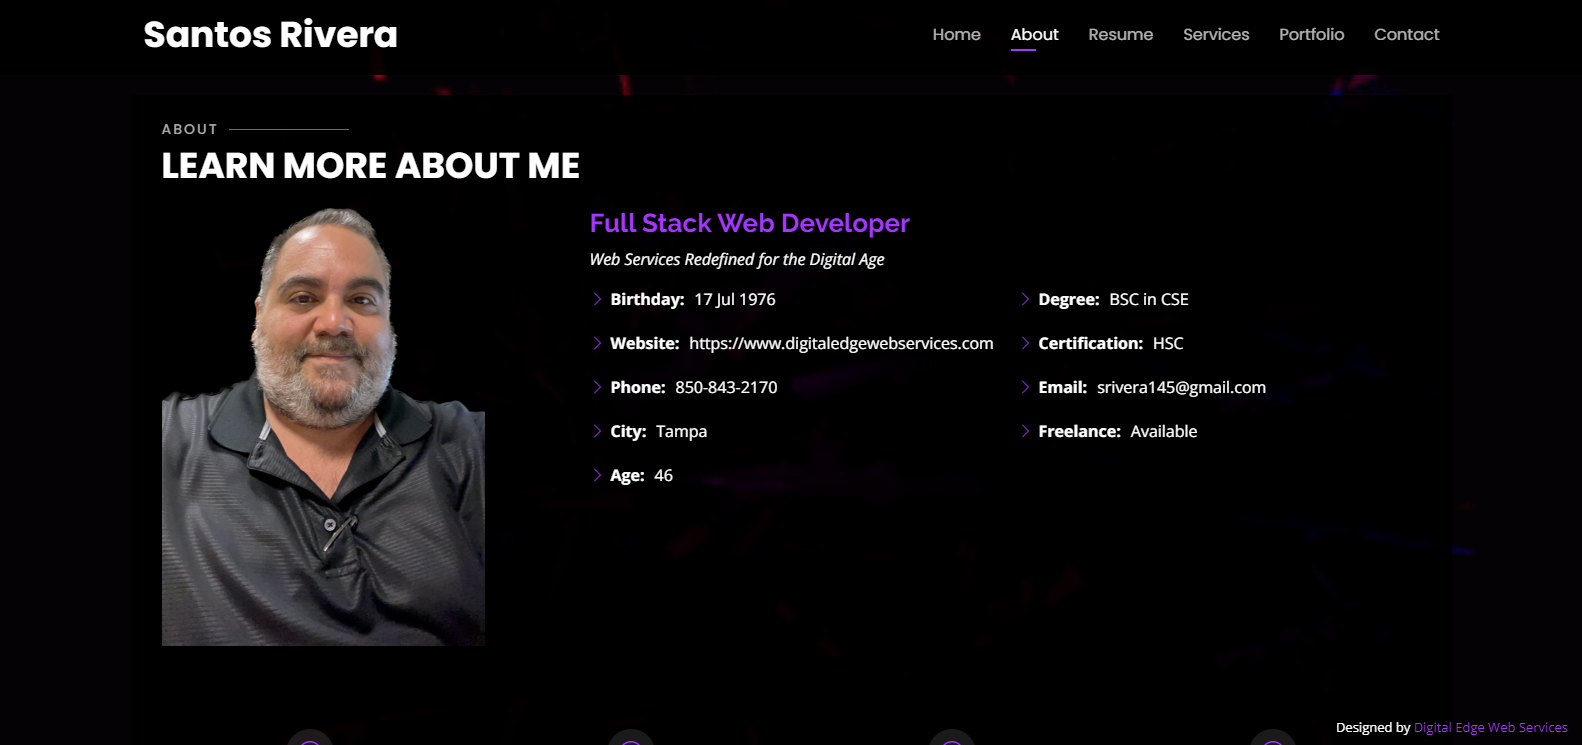 Santos Rivera
Home About Resume Services Portfolio Contact
ABOUT
LEARN MORE ABOUT ME
Full Stack Web Developer
Web Services Redefined for the Digital Age
Birthday: 17 Jul 1976
Website: https://www.digitaledgewebservices.com
Phone: 850-843-2170
City: Tampa
Age: 46
Degree: BSC in CSE
Certification: HSC
Email: srivera145@gmail.com
Freelance: Available
Designed by Digital Edge Web Services